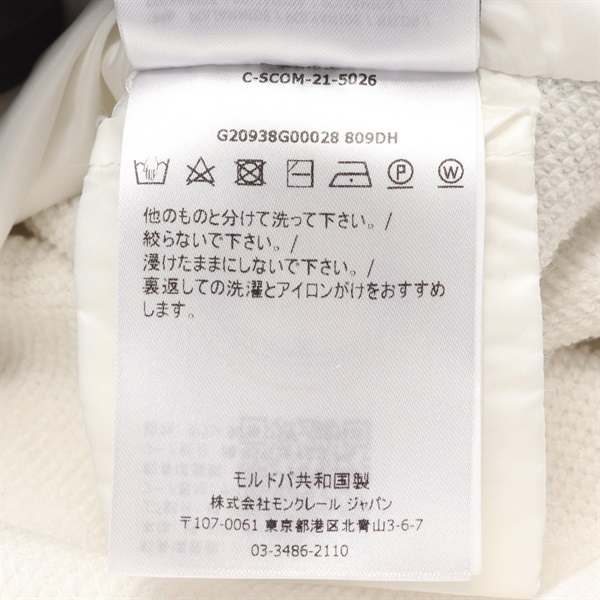 C-SCOM-21-5026
G20938G00028 809DH
P
W
他のものと分けて洗って下さい。/
絞らないで下さい。/
浸けたままにしないで下さい。/
裏返しての洗濯とアイロンがけをおすすめ
します。
モルドバ共和国製
株式会社モンクレール ジャパン
〒107-0061 東京都港区北青山3-6-7
03-3486-2110